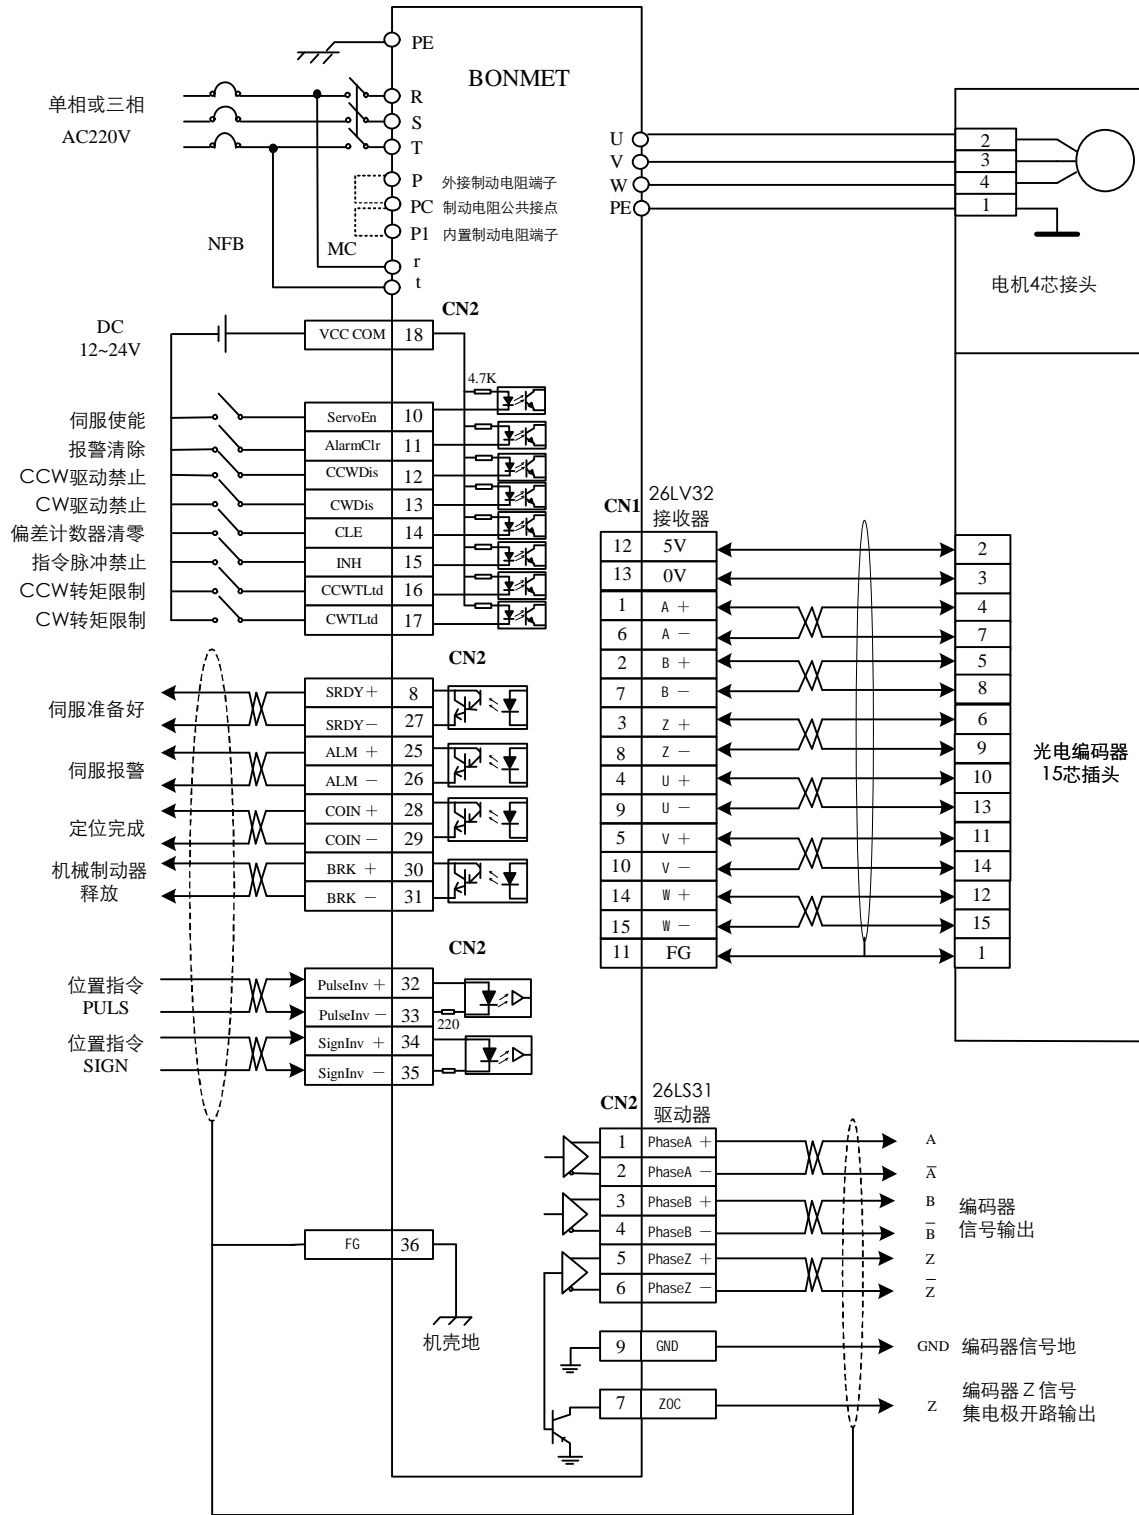 PE
BONMET
单相或三相
AC220V
R
S
T
P 外接制动电阻端子
PC 制动电阻公共接点
P1 内置制动电阻端子
NFB
MC
r
t
U
V
W
PE
2
3
4
1
电机4芯接头
CN2
DC
12~24V
VCC COM 18
4.7K
伺服使能 ServoEn 10
报警清除 AlarmClr 11
CCW驱动禁止 CCWDis 12
CW驱动禁止 CWDis 13
偏差计数器清零 CLE 14
指令脉冲禁止 INH 15
CCW转矩限制 CCWTLtd 16
CW转矩限制 CWTLtd 17
CN2
伺服准备好
SRDY+ 8
SRDY− 27
伺服报警
ALM + 25
ALM − 26
定位完成
COIN + 28
COIN − 29
机械制动器
释放
BRK + 30
BRK − 31
CN2
位置指令
PULS
PulseInv + 32
PulseInv − 33
220
位置指令
SIGN
SignInv + 34
SignInv − 35
FG 36
机壳地
CN1
26LV32
接收器
12 5V 2
13 0V 3
1 A + 4
6 A − 7
2 B + 5
7 B − 8
3 Z + 6
8 Z − 9
4 U + 10
9 U − 13
5 V + 11
10 V − 14
14 W + 12
15 W − 15
11 FG 1
光电编码器
15芯插头
CN2
26LS31
驱动器
1 PhaseA + A
2 PhaseA − A̅
3 PhaseB + B
4 PhaseB − B̅
5 PhaseZ + Z
6 PhaseZ − Z̅
编码器
信号输出
9 GND GND 编码器信号地
7 ZOC Z
编码器 Z 信号
集电极开路输出